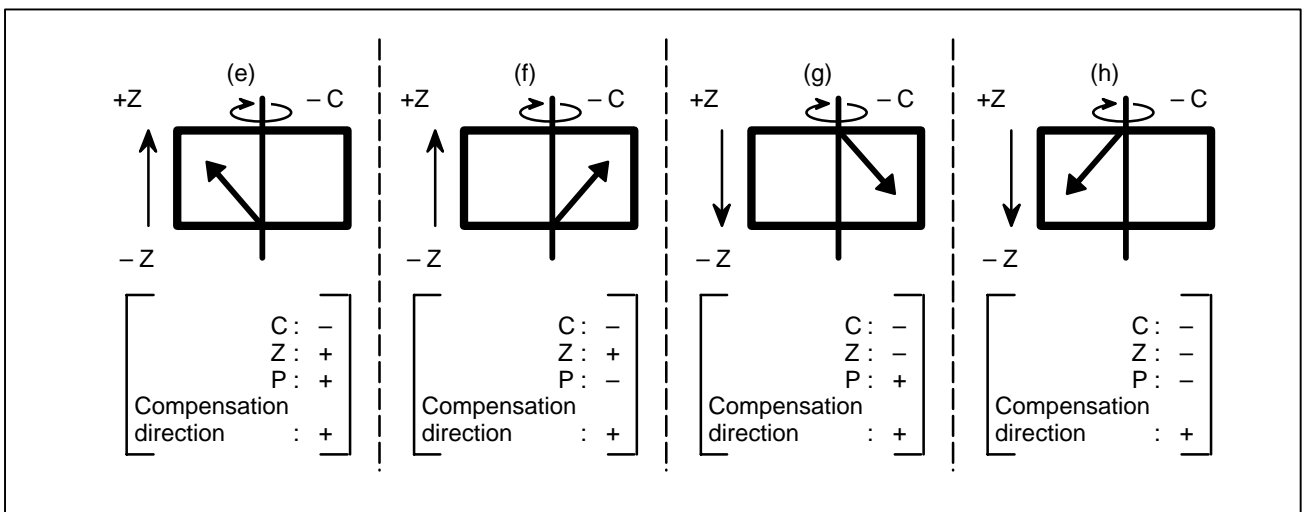 (e)
+Z
– C
– Z
C : –
Z : +
P : +
Compensation
direction : +
(f)
+Z
– C
– Z
C : –
Z : +
P : –
Compensation
direction : +
(g)
+Z
– C
– Z
C : –
Z : –
P : +
Compensation
direction : +
(h)
+Z
– C
– Z
C : –
Z : –
P : –
Compensation
direction : +